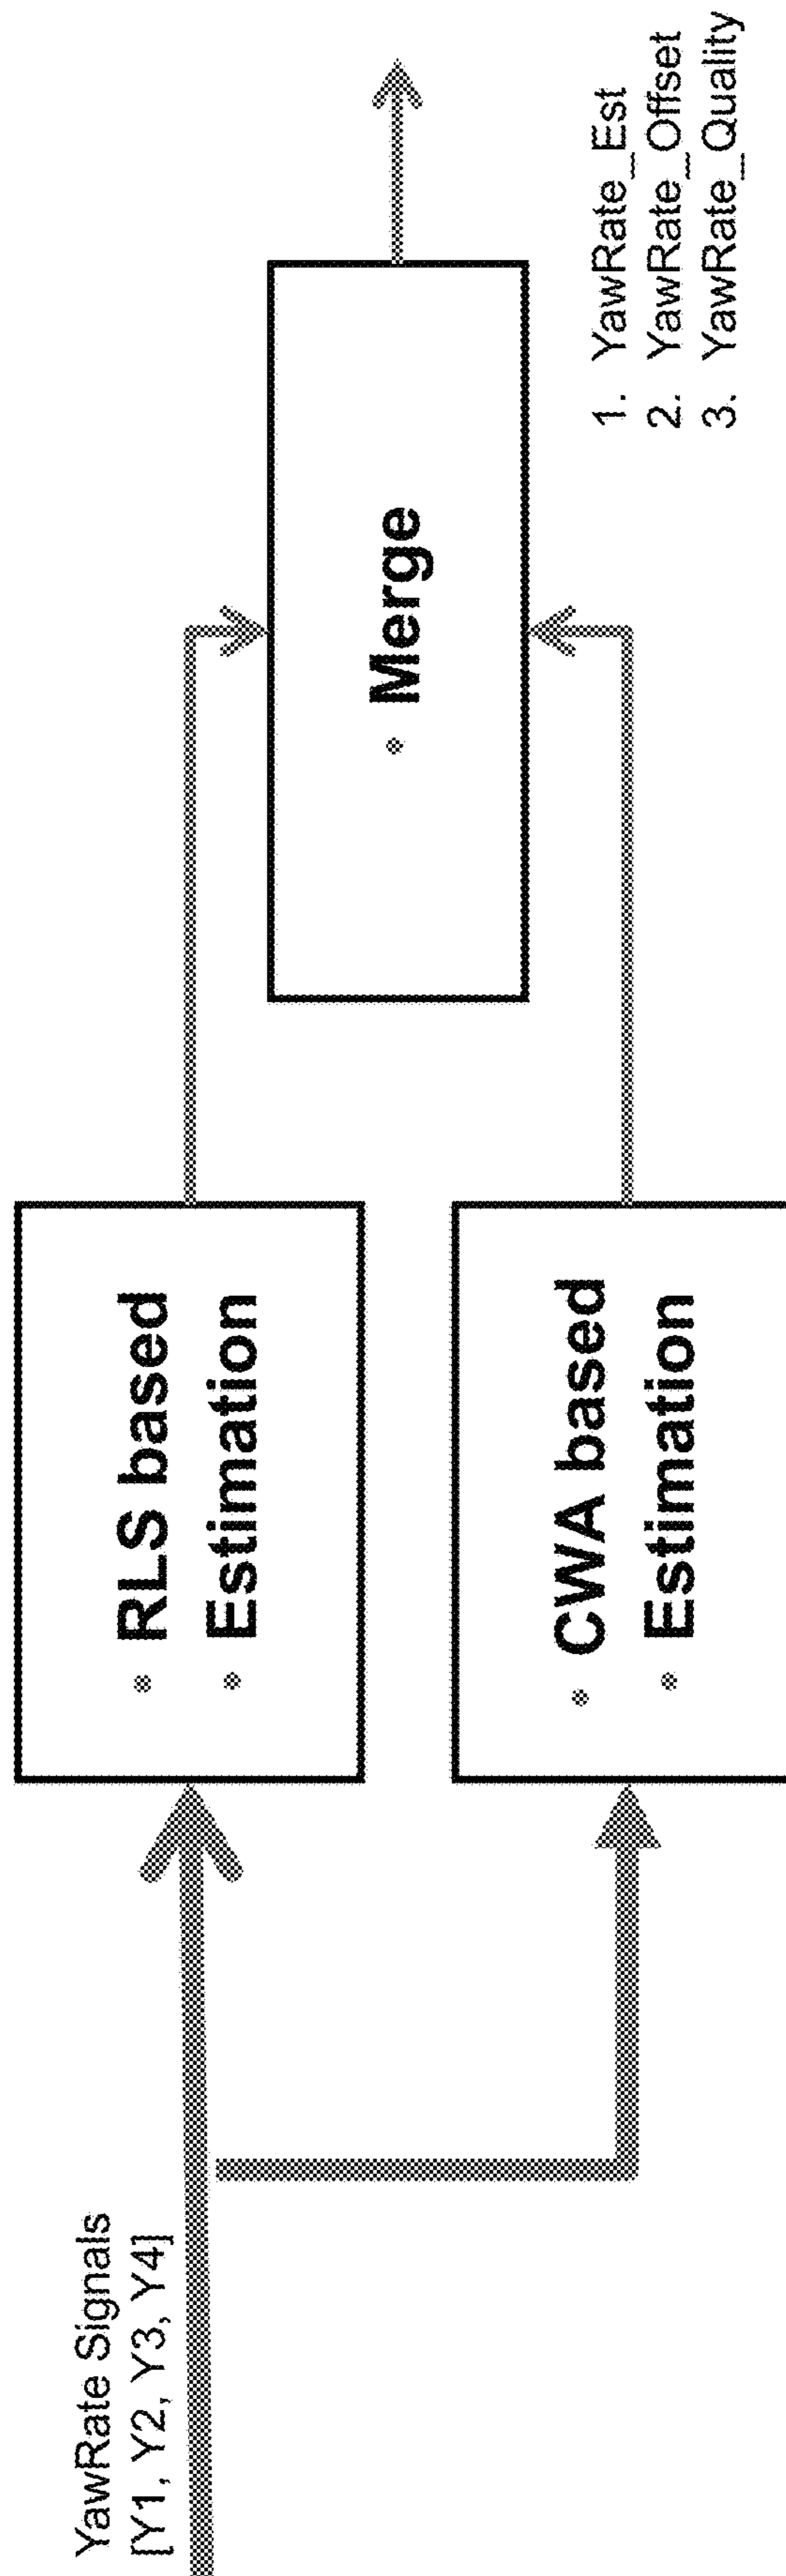 YawRate Signals
[Y1, Y2, Y3, Y4]
• RLS based
• Estimation
• CWA based
• Estimation
• Merge
1. YawRate_Est
2. YawRate_Offset
3. YawRate_Quality